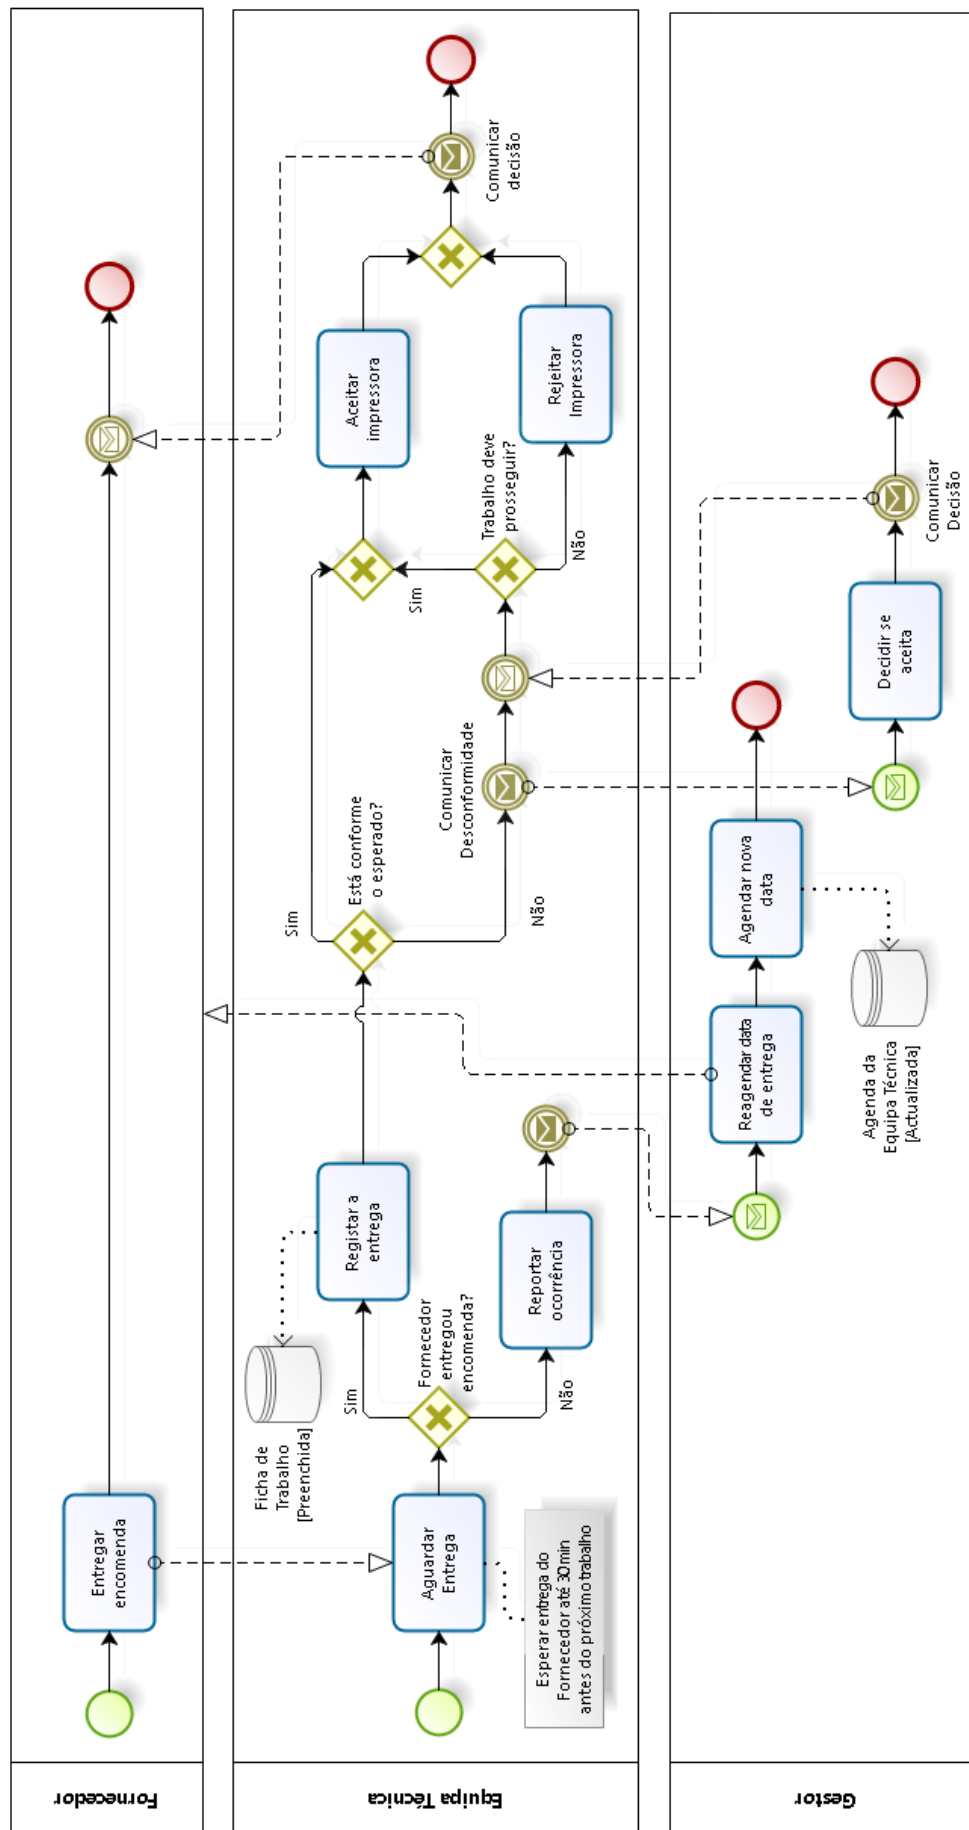 Fornecedor
Entregar
encomenda
Equipa Técnica
Aguardar
Entrega
Esperar entrega do
Fornecedor até 30min
antes do próximo trabalho
Fornecedor
entregou
encomenda?
Sim
Não
Ficha de
Trabalho
[Preenchida]
Registar a
entrega
Reportar
ocorrência
Está conforme
o esperado?
Sim
Não
Comunicar
Desconformidade
Trabalho deve
prosseguir?
Sim
Não
Aceitar
impressora
Rejeitar
Impressora
Comunicar
decisão
Gestor
Reagendar data
de entrega
Agendar nova
data
Agenda da
Equipa Técnica
[Actualizada]
Decidir se
aceita
Comunicar
Decisão